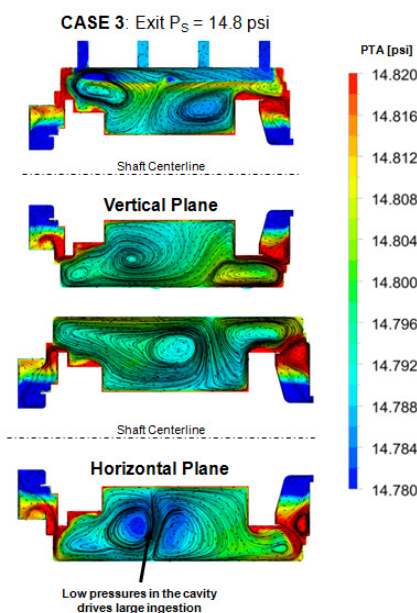 CASE 3: Exit PS = 14.8 psi
PTA [psi]
14.820
14.816
14.812
14.808
14.804
14.800
14.796
14.792
14.788
14.784
14.780
Shaft Centerline
Vertical Plane
Shaft Centerline
Horizontal Plane
Low pressures in the cavity
drives large ingestion